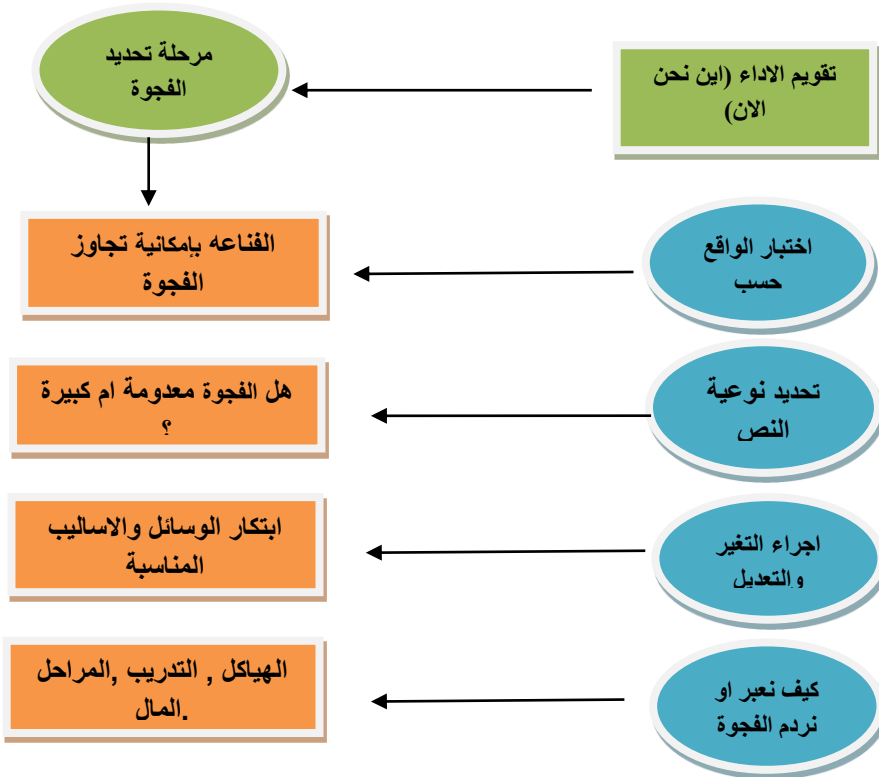 تقويم الاداء (اين نحن
الان)
مرحلة تحديد
الفجوة
اختبار الواقع
حسب
الفناعه بإمكانية تجاوز
الفجوة
تحديد نوعية
النص
هل الفجوة معدومة ام كبيرة
؟
اجراء التغير
والتعديل
ابتكار الوسائل والاساليب
المناسبة
كيف نعبر او
نردم الفجوة
الهياكل , التدريب ,المراحل
,المال.